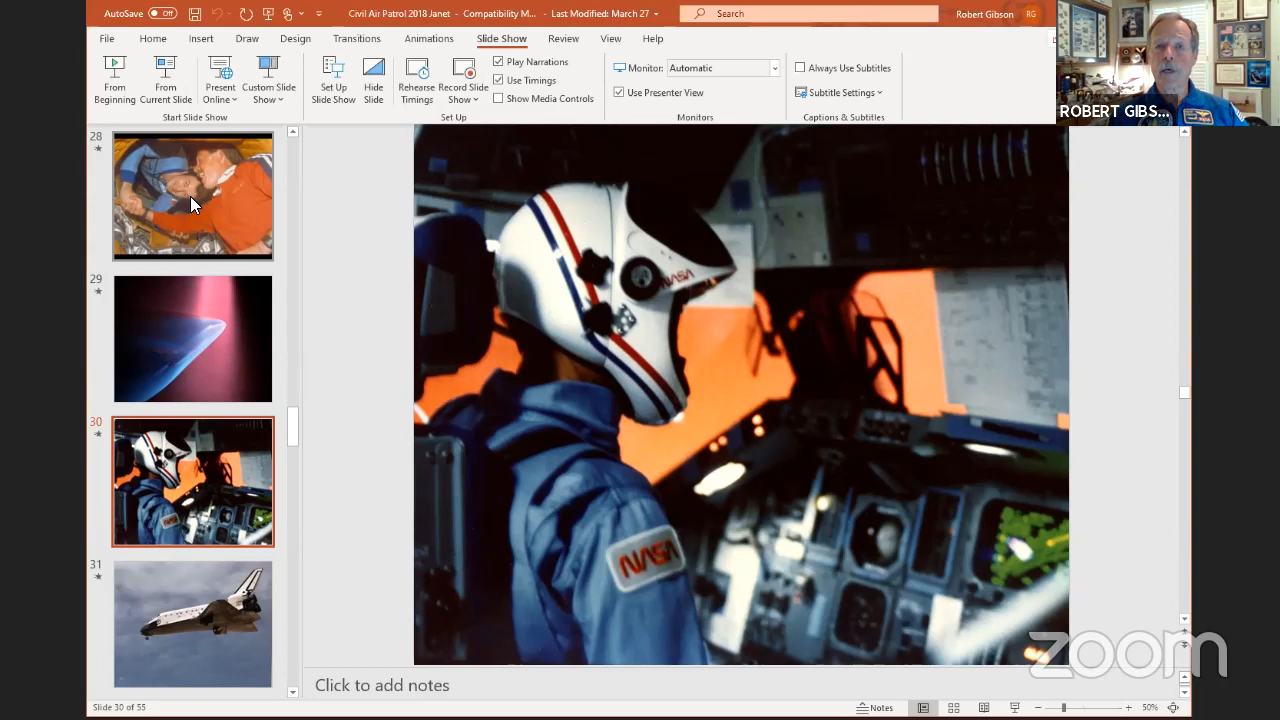 AutoSave Off Civil Air Patrol 2018 Janet - Compatibility M... - Last Modified: March 27 Search Robert Gibson RG
File Home Insert Draw Design Transitions Animations Slide Show Review View Help
From Beginning
From Current Slide
Present Online
Custom Slide Show
Start Slide Show
Set Up Slide Show
Hide Slide
Rehearse Timings
Record Slide Show
Play Narrations
Use Timings
Show Media Controls
Set Up
Monitor: Automatic
Use Presenter View
Monitors
Always Use Subtitles
Subtitle Settings
Captions & Subtitles
ROBERT GIBS...
28
29
30
31
NASA
NASA
zoom
Click to add notes
Slide 30 of 55
Notes
50%